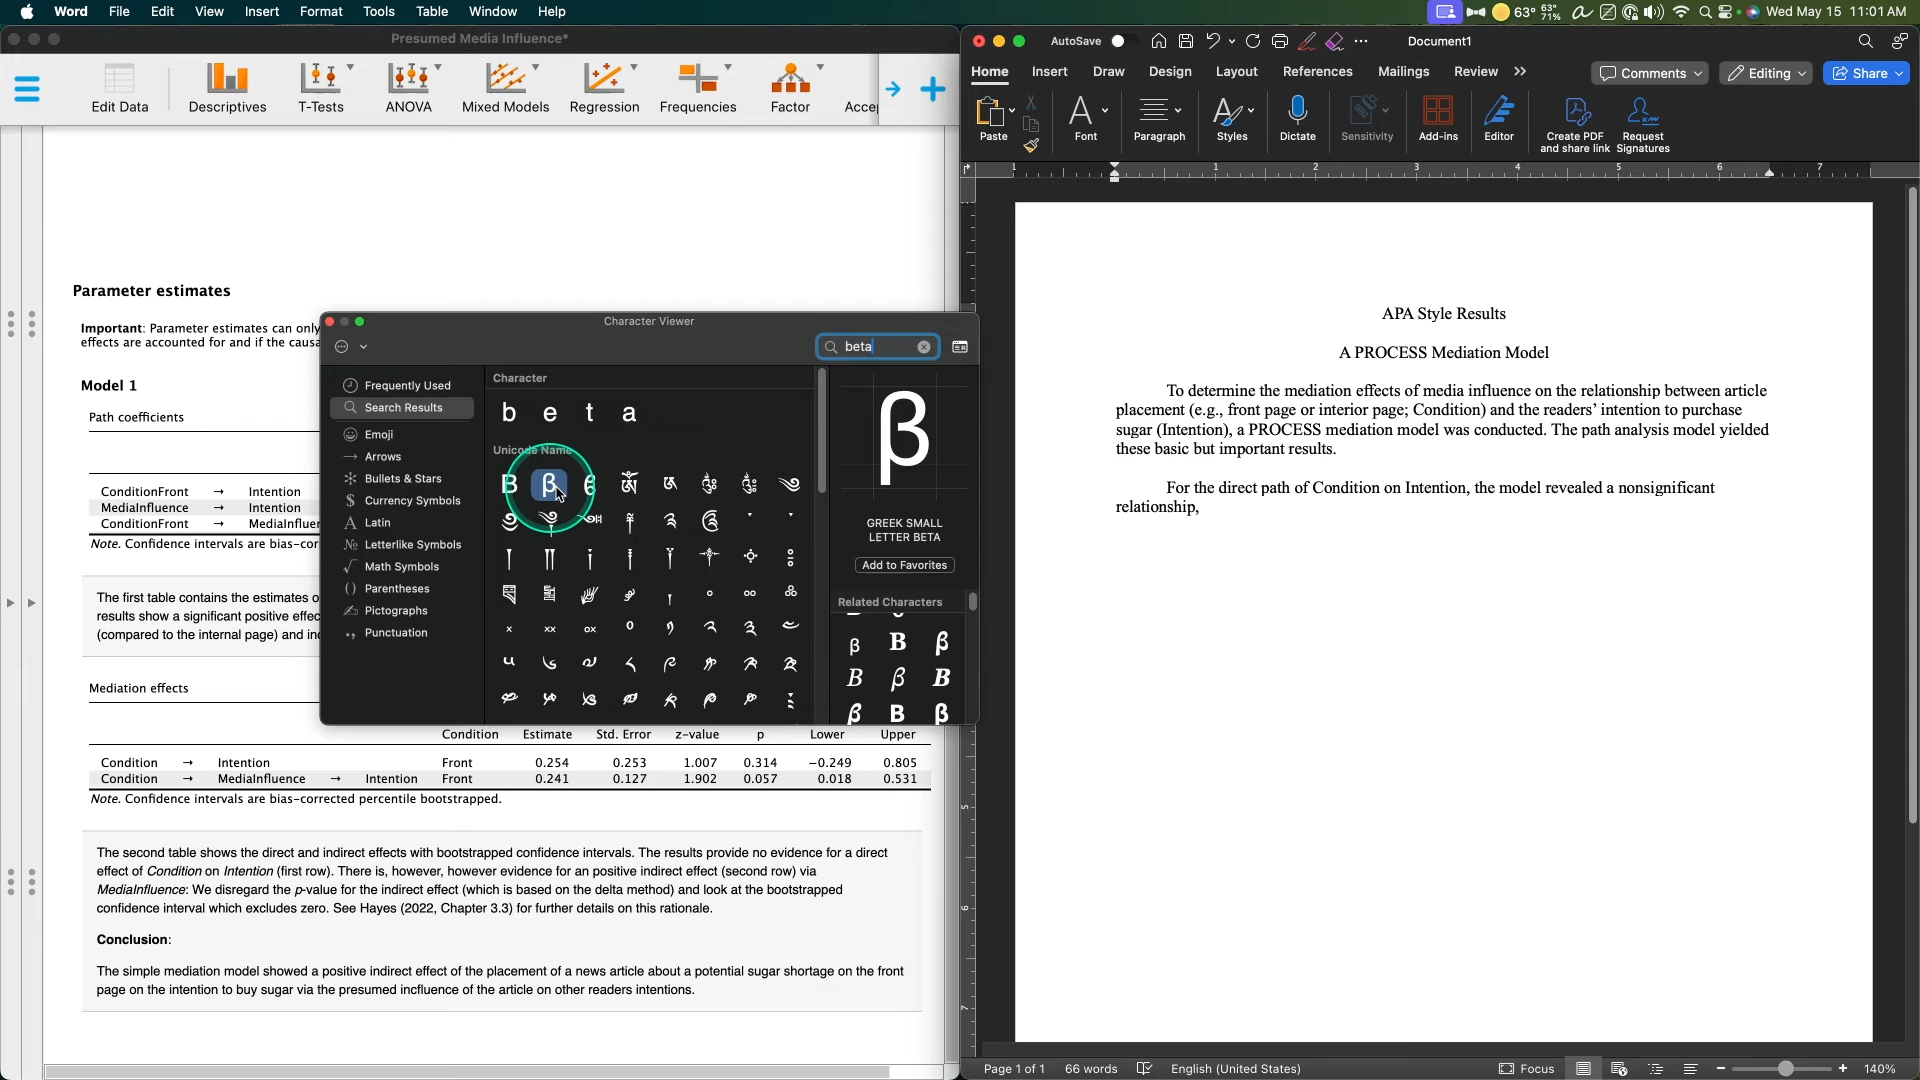 Word File Edit View Insert Format Tools Table Window Help
63° 63° 71% Wed May 15 11:01 AM
Presumed Media Influence*
Edit Data Descriptives T-Tests ANOVA Mixed Models Regression Frequencies Factor Accep
Parameter estimates
Important: Parameter estimates can only
effects are accounted for and if the causa
Model 1
Path coefficients
ConditionFront → Intention
MediaInfluence → Intention
ConditionFront → MediaInfluer
Note. Confidence intervals are bias-cor
The first table contains the estimates o
results show a significant positive effec
(compared to the internal page) and inc
Mediation effects
Condition Estimate Std. Error z-value p Lower Upper
Condition → Intention Front 0.254 0.253 1.007 0.314 −0.249 0.805
Condition → MediaInfluence → Intention Front 0.241 0.127 1.902 0.057 0.018 0.531
Note. Confidence intervals are bias-corrected percentile bootstrapped.
The second table shows the direct and indirect effects with bootstrapped confidence intervals. The results provide no evidence for a direct
effect of Condition on Intention (first row). There is, however, however evidence for an positive indirect effect (second row) via
MediaInfluence: We disregard the p-value for the indirect effect (which is based on the delta method) and look at the bootstrapped
confidence interval which excludes zero. See Hayes (2022, Chapter 3.3) for further details on this rationale.
Conclusion:
The simple mediation model showed a positive indirect effect of the placement of a news article about a potential sugar shortage on the front
page on the intention to buy sugar via the presumed incfluence of the article on other readers intentions.
Character Viewer
beta
Frequently Used
Search Results
Emoji
Arrows
Bullets & Stars
Currency Symbols
Latin
Letterlike Symbols
Math Symbols
Parentheses
Pictographs
Punctuation
Character
b e t a
Unicode Name
Β β
β
GREEK SMALL
LETTER BETA
Add to Favorites
Related Characters
β B β
B β B
β B β
AutoSave Document1
Home Insert Draw Design Layout References Mailings Review Comments Editing Share
Paste Font Paragraph Styles Dictate Sensitivity Add-ins Editor Create PDF and share link Request Signatures
1 1 2 3 4 5 6 7
APA Style Results
A PROCESS Mediation Model
To determine the mediation effects of media influence on the relationship between article
placement (e.g., front page or interior page; Condition) and the readers’ intention to purchase
sugar (Intention), a PROCESS mediation model was conducted. The path analysis model yielded
these basic but important results.
For the direct path of Condition on Intention, the model revealed a nonsignificant
relationship,
5
6
7
Page 1 of 1 66 words English (United States) Focus 140%